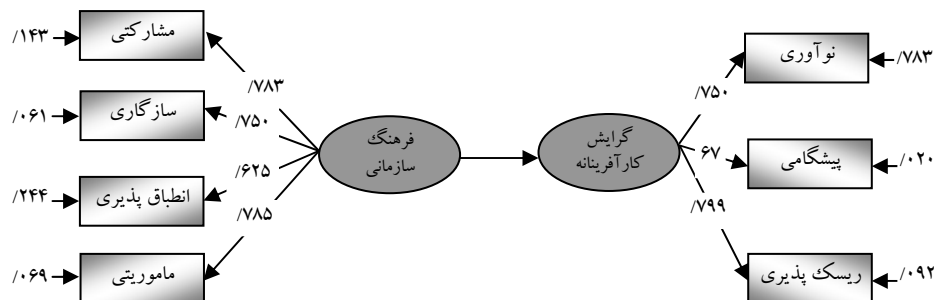 مشارکتی
/۱۴۳
/۷۸۳
سازگاری
/۰۶۱
/۷۵۰
انطباق پذیری
/۲۴۴
/۶۲۵
ماموریتی
/۰۶۹
/۷۸۵
فرهنگ
سازمانی
گرایش
کارآفرینانه
نوآوری
/۷۸۳
/۷۵۰
پیشگامی
/۰۲۰
۶۷
ریسک پذیری
/۰۹۲
/۷۹۹